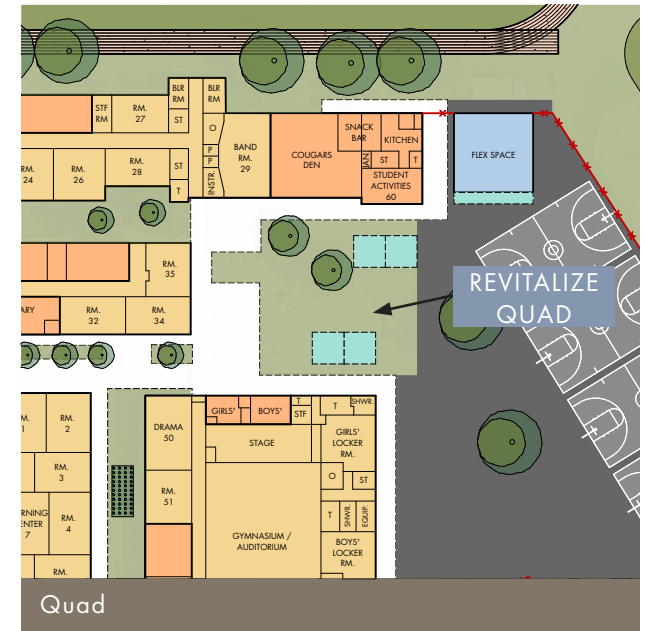 BLR
RM
BLR
RM
STF
RM
RM.
27
ST
O
P
P
INSTR.
BAND
RM.
29
COUGARS
DEN
SNACK
BAR
KITCHEN
JAN
ST
T
STUDENT
ACTIVITIES
60
FLEX SPACE
RM.
24
RM.
26
RM.
28
ST
T
RM.
35
ARY
RM.
32
RM.
34
REVITALIZE
QUAD
M.
1
RM.
2
RM.
3
RNING
ENTER
7
RM.
4
RM.
DRAMA
50
RM.
51
GIRLS'
BOYS'
T
STF
STAGE
T
SHWR.
GIRLS'
LOCKER
RM.
O
ST
T
SHWR.
EQUIP.
GYMNASIUM /
AUDITORIUM
BOYS'
LOCKER
RM.
Quad